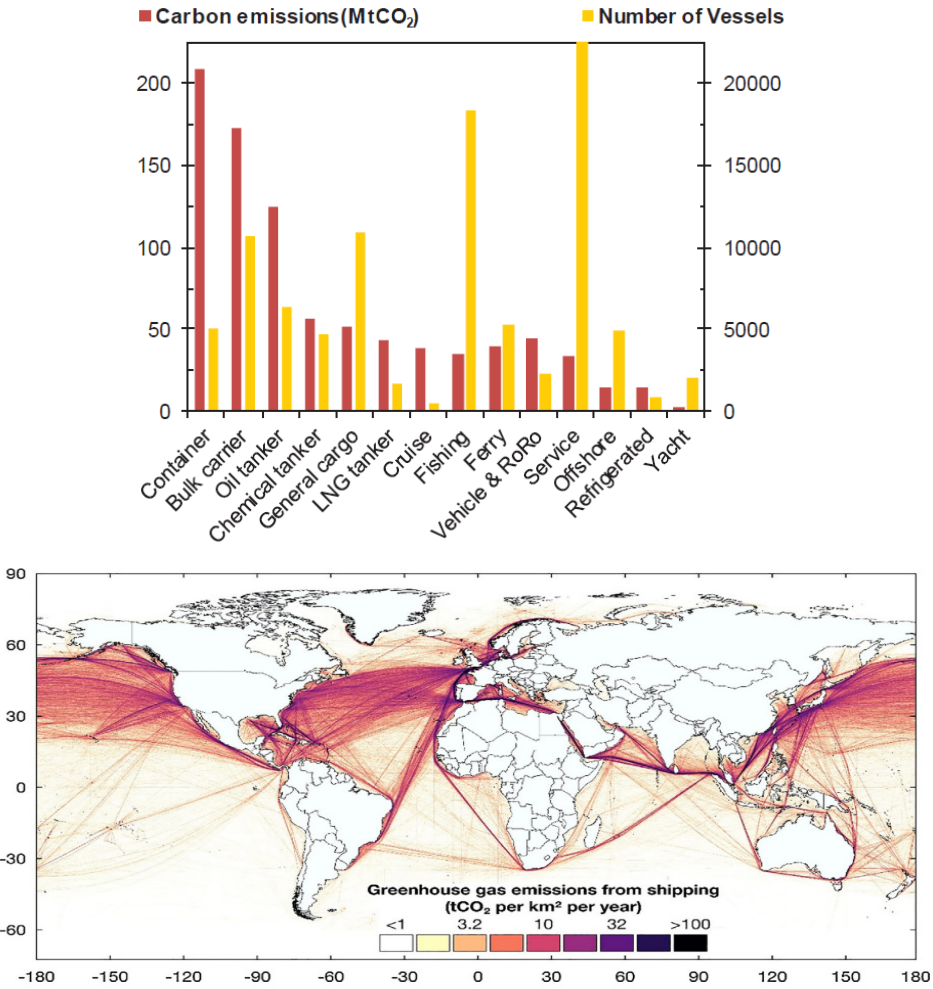 Carbon emissions(MtCO₂) Number of Vessels
200 20000
150 15000
100 10000
50 5000
0 0
Container
Bulk carrier
Oil tanker
Chemical tanker
General cargo
LNG tanker
Cruise
Fishing
Ferry
Vehicle & RoRo
Service
Offshore
Refrigerated
Yacht
90
60
30
0
-30
-60
Greenhouse gas emissions from shipping
(tCO₂ per km² per year)
<1 3.2 10 32 >100
-180 -150 -120 -90 -60 -30 0 30 60 90 120 150 180